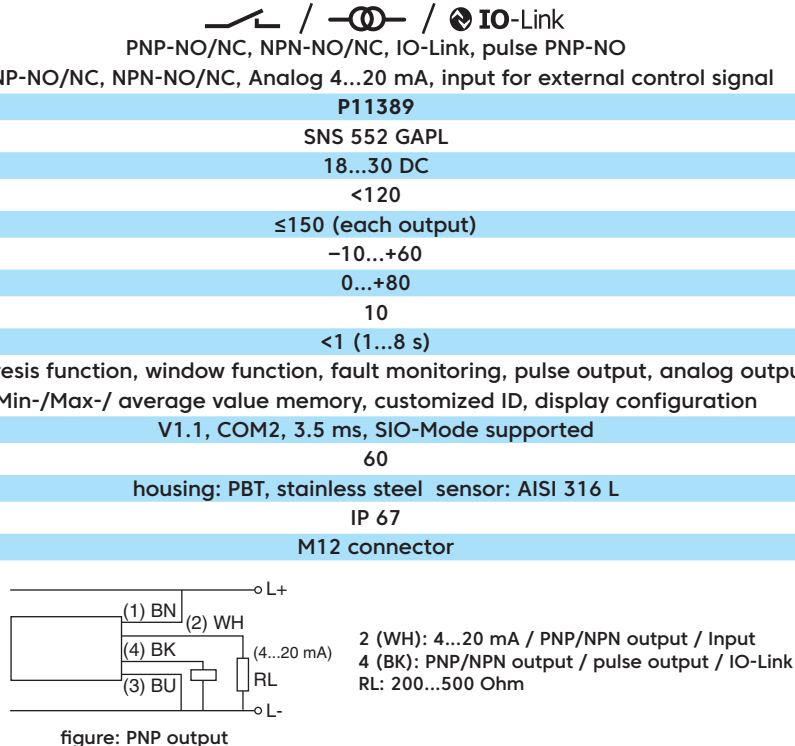 / / IO-Link
PNP-NO/NC, NPN-NO/NC, IO-Link, pulse PNP-NO
NP-NO/NC, NPN-NO/NC, Analog 4...20 mA, input for external control signal
P11389
SNS 552 GAPL
18...30 DC
<120
≤150 (each output)
–10...+60
0...+80
10
<1 (1...8 s)
resis function, window function, fault monitoring, pulse output, analog outpu
Min-/Max-/ average value memory, customized ID, display configuration
V1.1, COM2, 3.5 ms, SIO-Mode supported
60
housing: PBT, stainless steel sensor: AISI 316 L
IP 67
M12 connector
L+
(1) BN
(2) WH
(4) BK
(4...20 mA)
(3) BU
RL
L-
2 (WH): 4...20 mA / PNP/NPN output / Input
4 (BK): PNP/NPN output / pulse output / IO-Link
RL: 200...500 Ohm
figure: PNP output